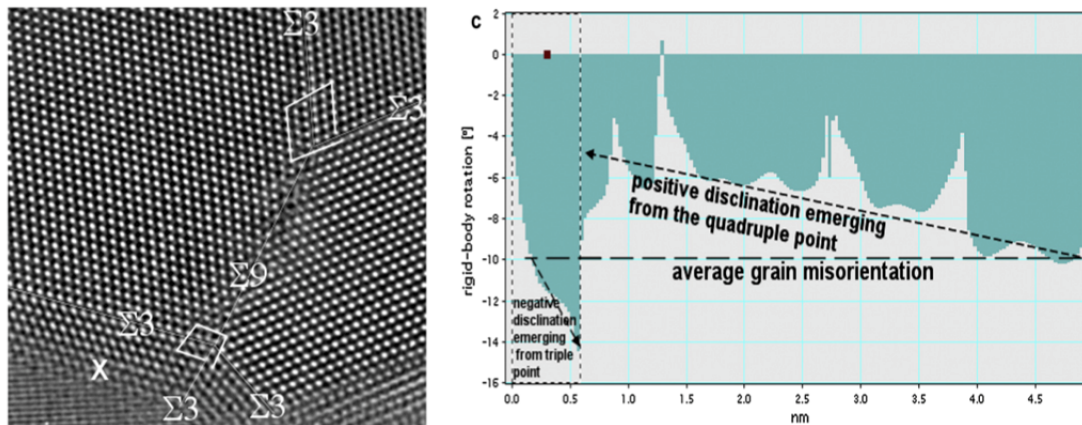 Σ3
Σ3
Σ9
Σ3
X
Σ3
Σ3
c
rigid-body rotation [°]
0
-2
-4
-6
-8
-10
-12
-14
-16
positive disclination emerging
from the quadruple point
average grain misorientation
negative
disclination
emerging
from triple
point
0.0 0.5 1.0 1.5 2.0 2.5 3.0 3.5 4.0 4.5
nm